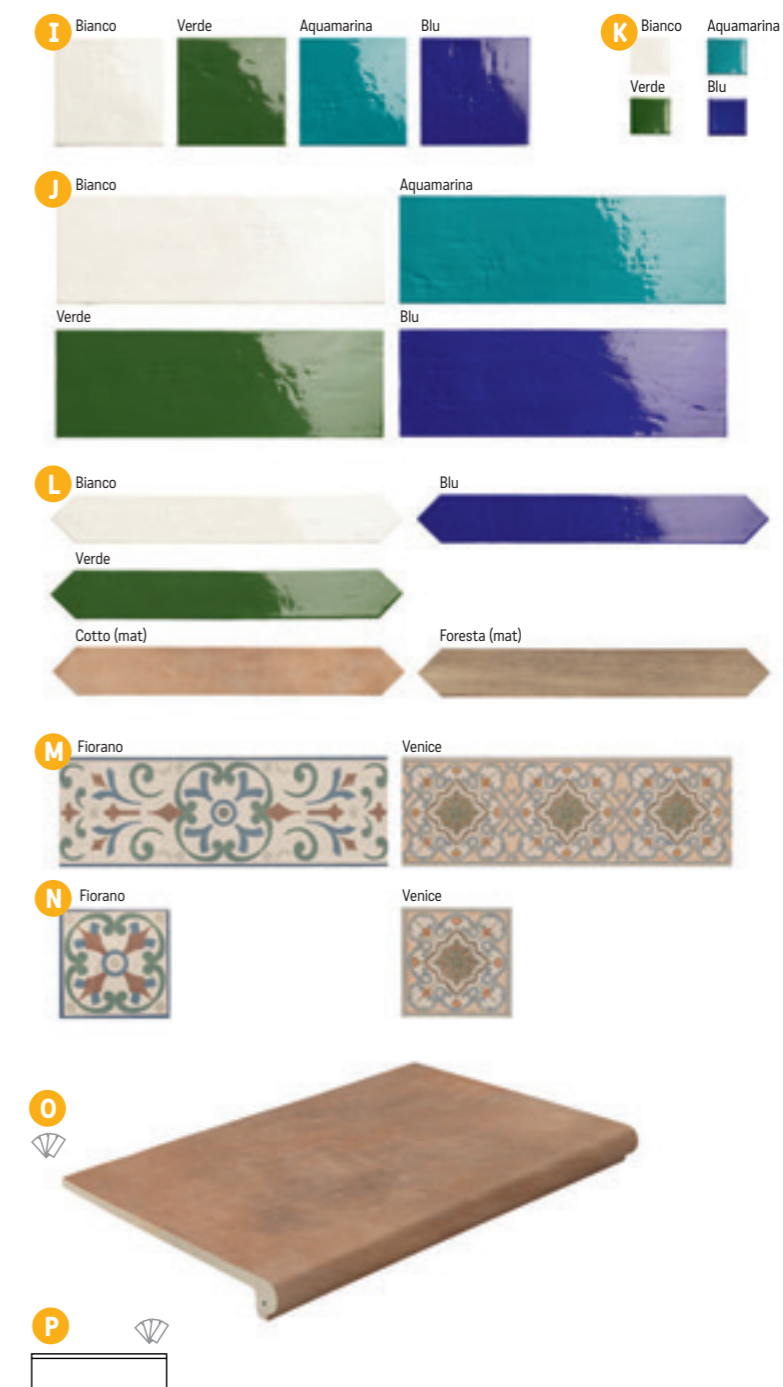 I Bianco Verde Aquamarina Blu
K Bianco Aquamarina
Verde Blu
J Bianco Aquamarina
Verde Blu
L Bianco Blu
Verde
Cotto (mat) Foresta (mat)
M Fiorano Venice
N Fiorano Venice
O
P